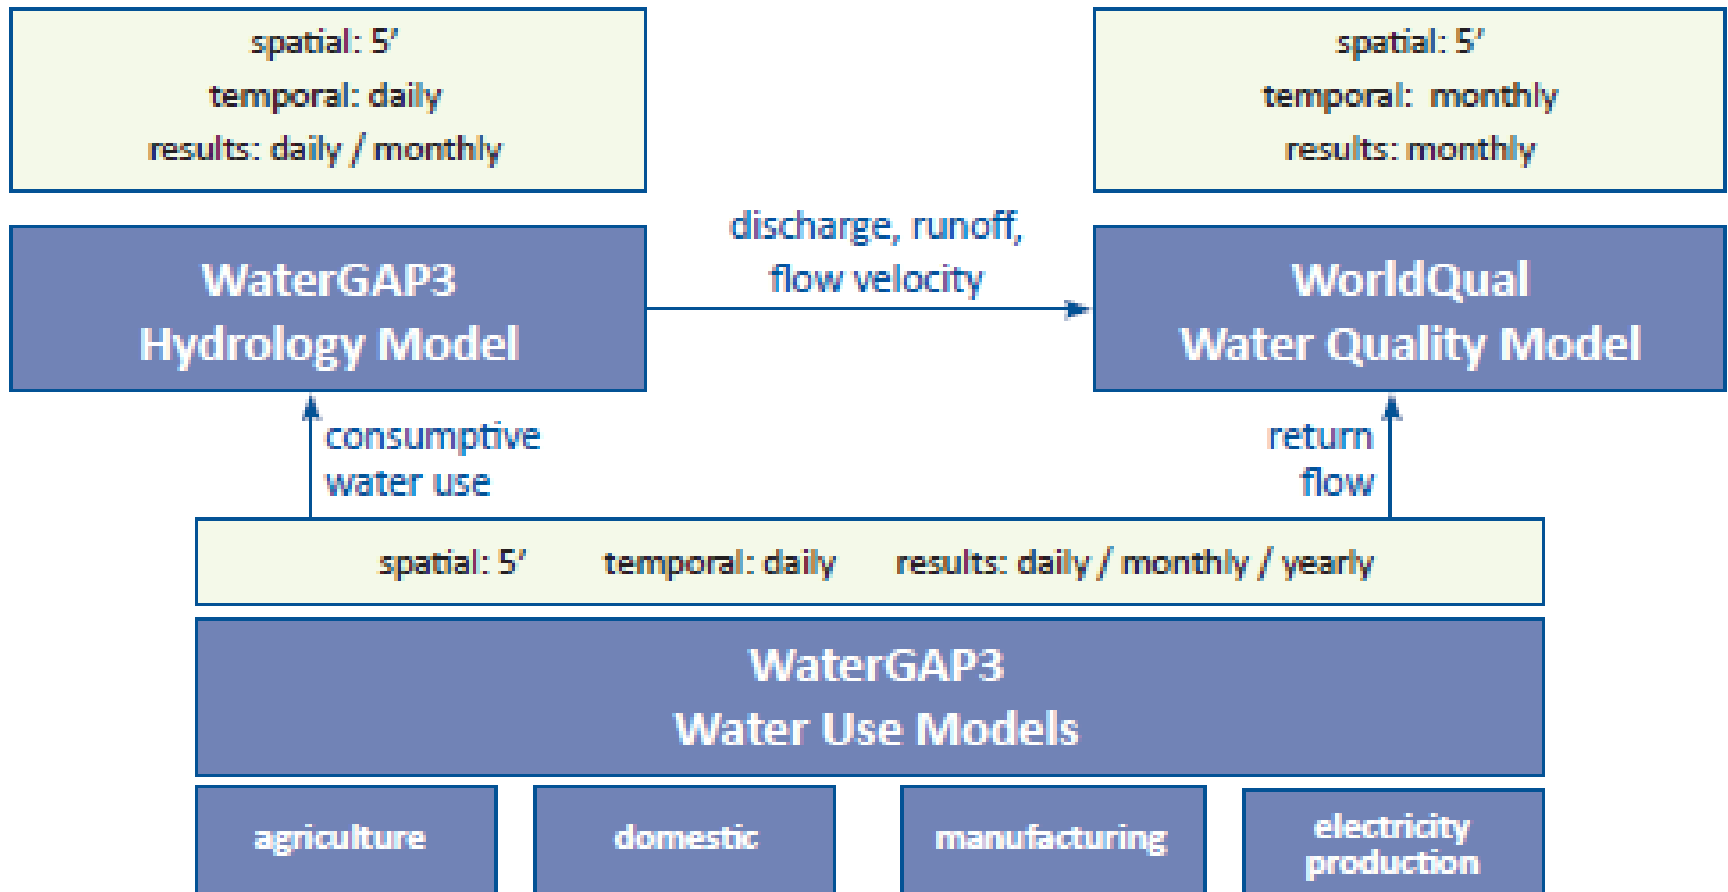 spatial: 5′
temporal: daily
results: daily / monthly
spatial: 5′
temporal: monthly
results: monthly
WaterGAP3
Hydrology Model
discharge, runoff,
flow velocity
WorldQual
Water Quality Model
consumptive
water use
return
flow
spatial: 5′ temporal: daily results: daily / monthly / yearly
WaterGAP3
Water Use Models
agriculture
domestic
manufacturing
electricity
production